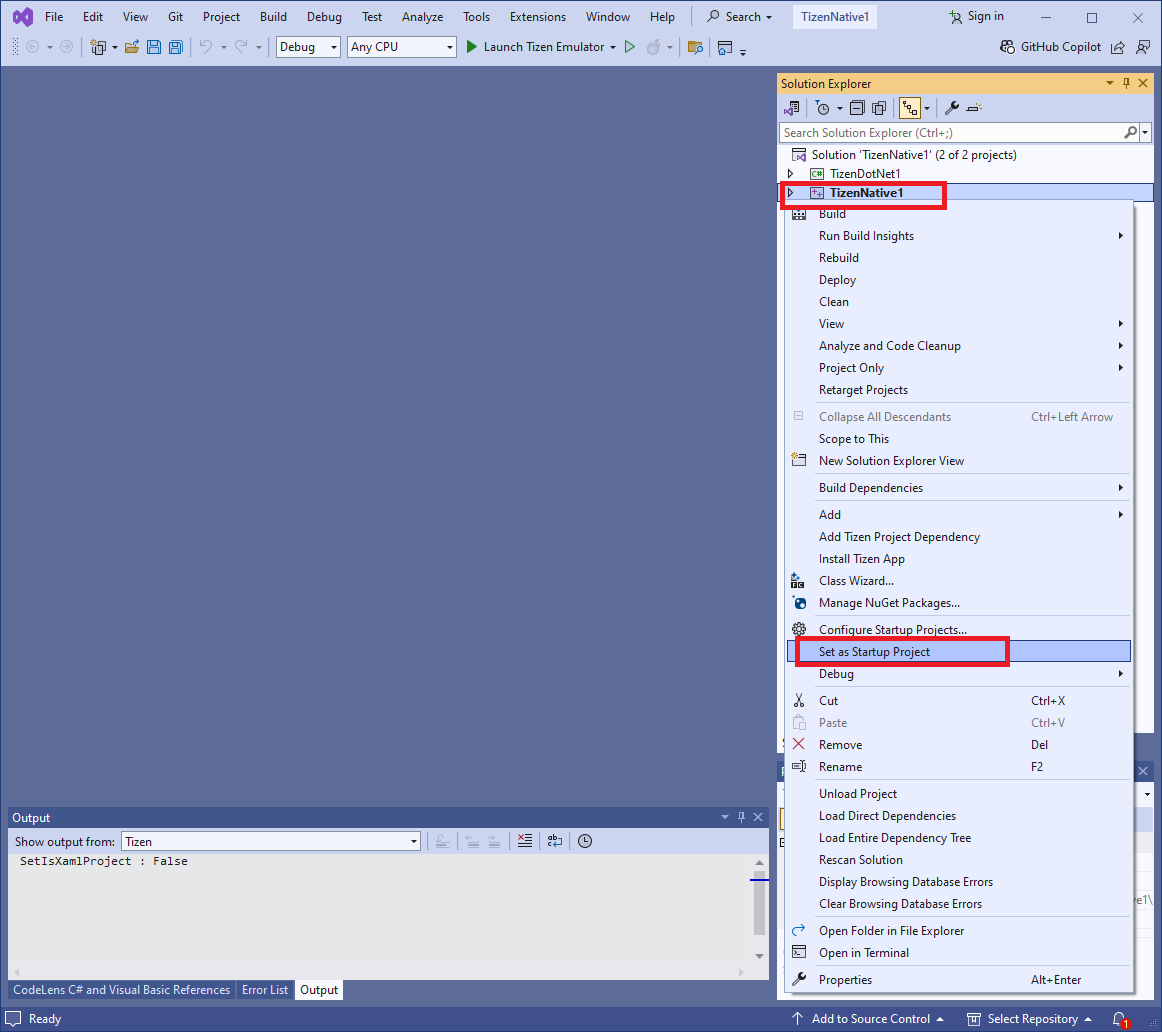 File Edit View Git Project Build Debug Test Analyze Tools Extensions Window Help Search TizenNative1 Sign in
Debug Any CPU Launch Tizen Emulator GitHub Copilot
Solution Explorer
Search Solution Explorer (Ctrl+;)
Solution 'TizenNative1' (2 of 2 projects)
C# TizenDotNet1
TizenNative1
Build
Run Build Insights
Rebuild
Deploy
Clean
View
Analyze and Code Cleanup
Project Only
Retarget Projects
Collapse All Descendants Ctrl+Left Arrow
Scope to This
New Solution Explorer View
Build Dependencies
Add
Add Tizen Project Dependency
Install Tizen App
Class Wizard...
Manage NuGet Packages...
Configure Startup Projects...
Set as Startup Project
Debug
Cut Ctrl+X
Paste Ctrl+V
Remove Del
Rename F2
Unload Project
Load Direct Dependencies
Load Entire Dependency Tree
Rescan Solution
Display Browsing Database Errors
Clear Browsing Database Errors
Open Folder in File Explorer
Open in Terminal
Properties Alt+Enter
Output
Show output from: Tizen
SetIsXamlProject : False
CodeLens C# and Visual Basic References Error List Output
Ready Add to Source Control Select Repository 1